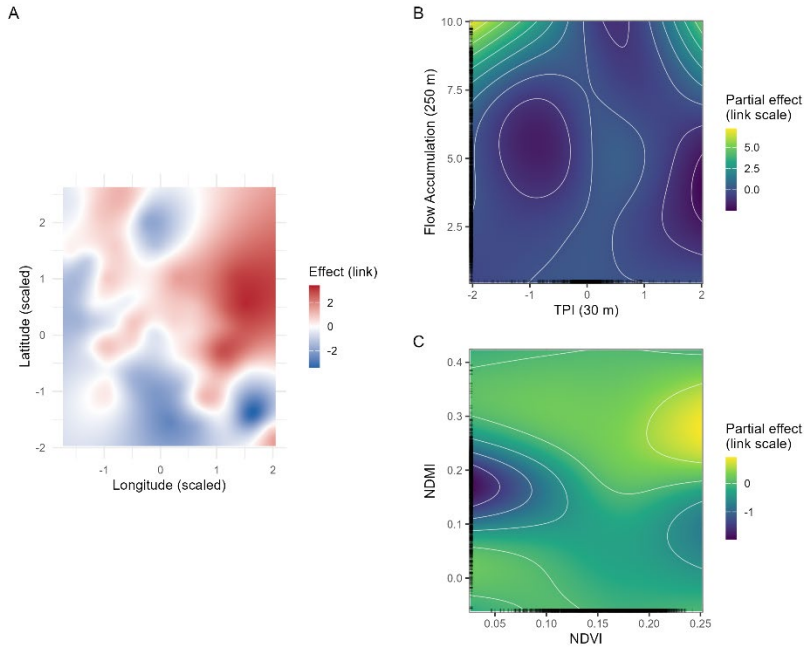 A
Latitude (scaled)
2
1
0
-1
-2
-1
0
1
2
Longitude (scaled)
Effect (link)
2
0
-2
B
Flow Accumulation (250 m)
10.0
7.5
5.0
2.5
-2
-1
0
1
2
TPI (30 m)
Partial effect
(link scale)
5.0
2.5
0.0
C
NDMI
0.4
0.3
0.2
0.1
0.0
0.05
0.10
0.15
0.20
0.25
NDVI
Partial effect
(link scale)
0
-1